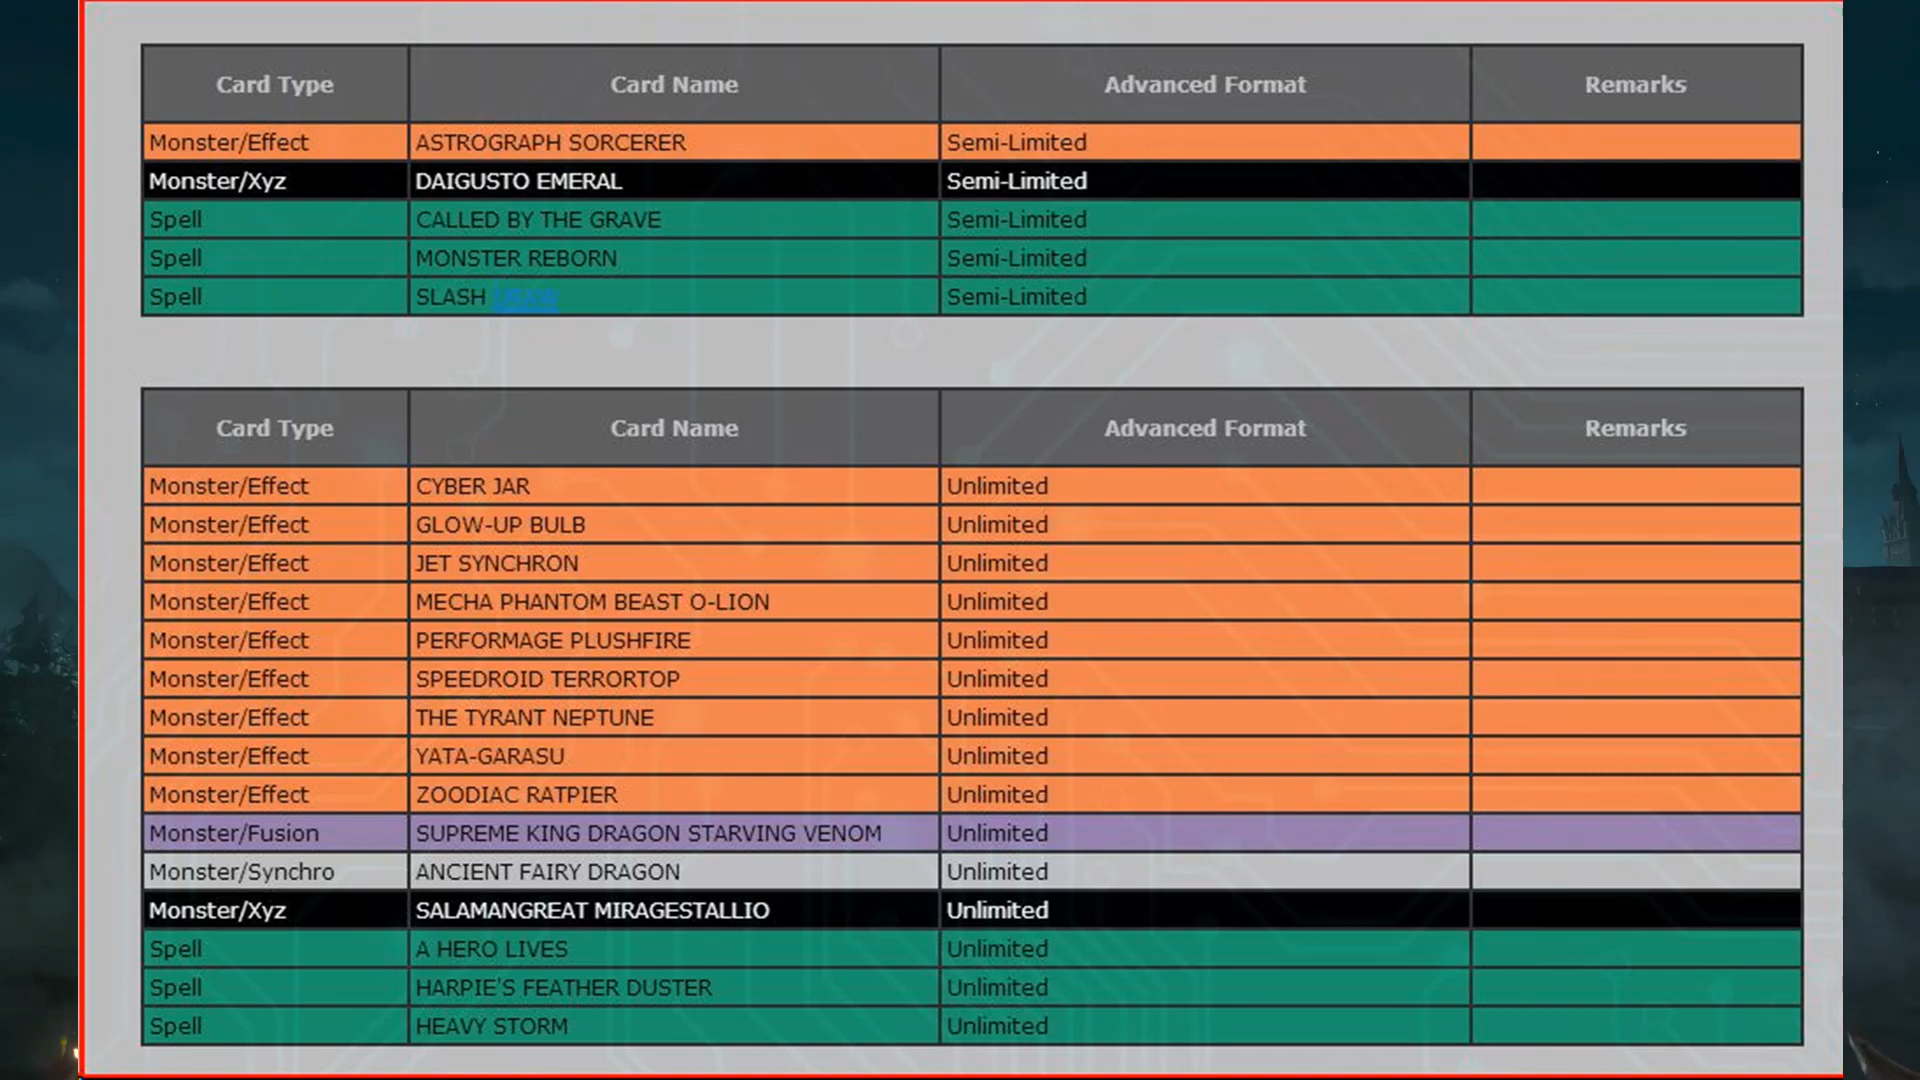 Card Type Card Name Advanced Format Remarks
Monster/Effect ASTROGRAPH SORCERER Semi-Limited
Monster/Xyz DAIGUSTO EMERAL Semi-Limited
Spell CALLED BY THE GRAVE Semi-Limited
Spell MONSTER REBORN Semi-Limited
Spell SLASH DRAW Semi-Limited
Card Type Card Name Advanced Format Remarks
Monster/Effect CYBER JAR Unlimited
Monster/Effect GLOW-UP BULB Unlimited
Monster/Effect JET SYNCHRON Unlimited
Monster/Effect MECHA PHANTOM BEAST O-LION Unlimited
Monster/Effect PERFORMAGE PLUSHFIRE Unlimited
Monster/Effect SPEEDROID TERRORTOP Unlimited
Monster/Effect THE TYRANT NEPTUNE Unlimited
Monster/Effect YATA-GARASU Unlimited
Monster/Effect ZOODIAC RATPIER Unlimited
Monster/Fusion SUPREME KING DRAGON STARVING VENOM Unlimited
Monster/Synchro ANCIENT FAIRY DRAGON Unlimited
Monster/Xyz SALAMANGREAT MIRAGESTALLIO Unlimited
Spell A HERO LIVES Unlimited
Spell HARPIE'S FEATHER DUSTER Unlimited
Spell HEAVY STORM Unlimited